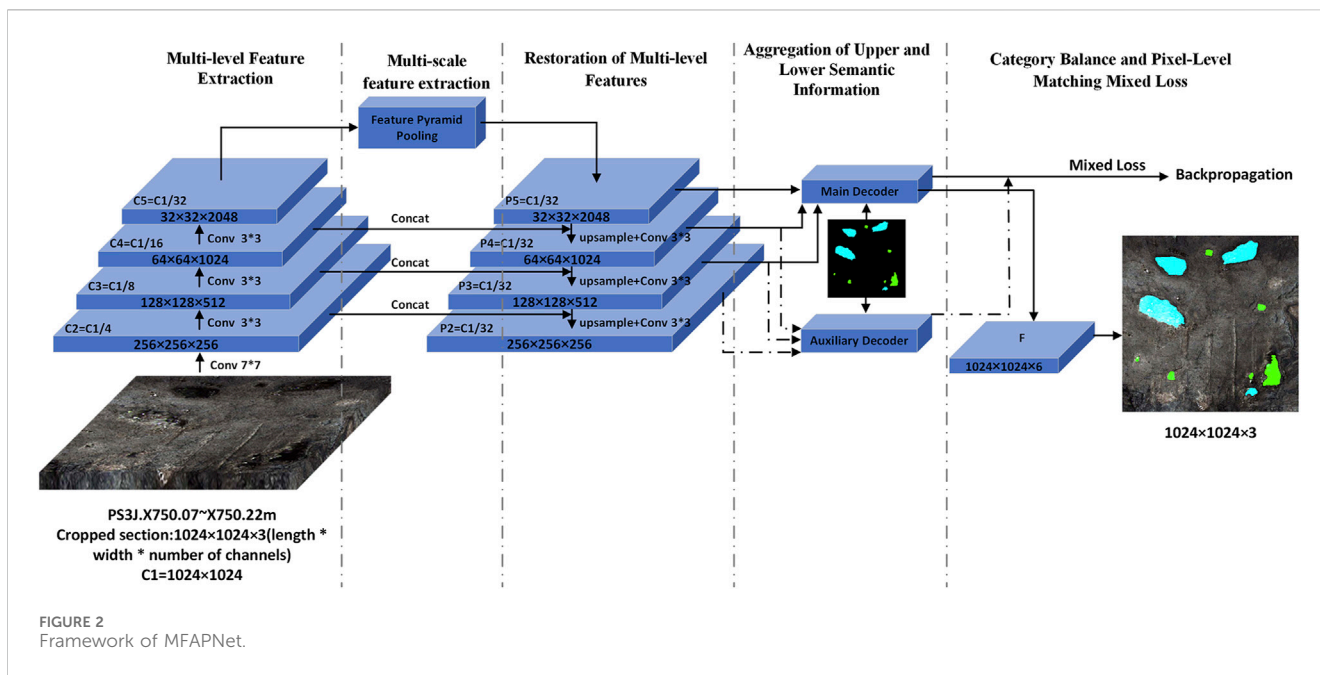 Multi-level Feature
Extraction
Multi-scale
feature extraction
Restoration of Multi-level
Features
Aggregation of Upper and
Lower Semantic
Information
Category Balance and Pixel-Level
Matching Mixed Loss
Feature Pyramid
Pooling
C5=C1/32
32×32×2048
Conv 3*3
C4=C1/16
64×64×1024
Conv 3*3
C3=C1/8
128×128×512
Conv 3*3
C2=C1/4
256×256×256
Conv 7*7
Concat
Concat
Concat
P5=C1/32
32×32×2048
upsample+Conv 3*3
P4=C1/32
64×64×1024
upsample+Conv 3*3
P3=C1/32
128×128×512
upsample+Conv 3*3
P2=C1/32
256×256×256
Main Decoder
Auxiliary Decoder
Mixed Loss
Backpropagation
F
1024×1024×6
1024×1024×3
PS3J.X750.07~X750.22m
Cropped section:1024×1024×3(length *
width * number of channels)
C1=1024×1024
FIGURE 2
Framework of MFAPNet.